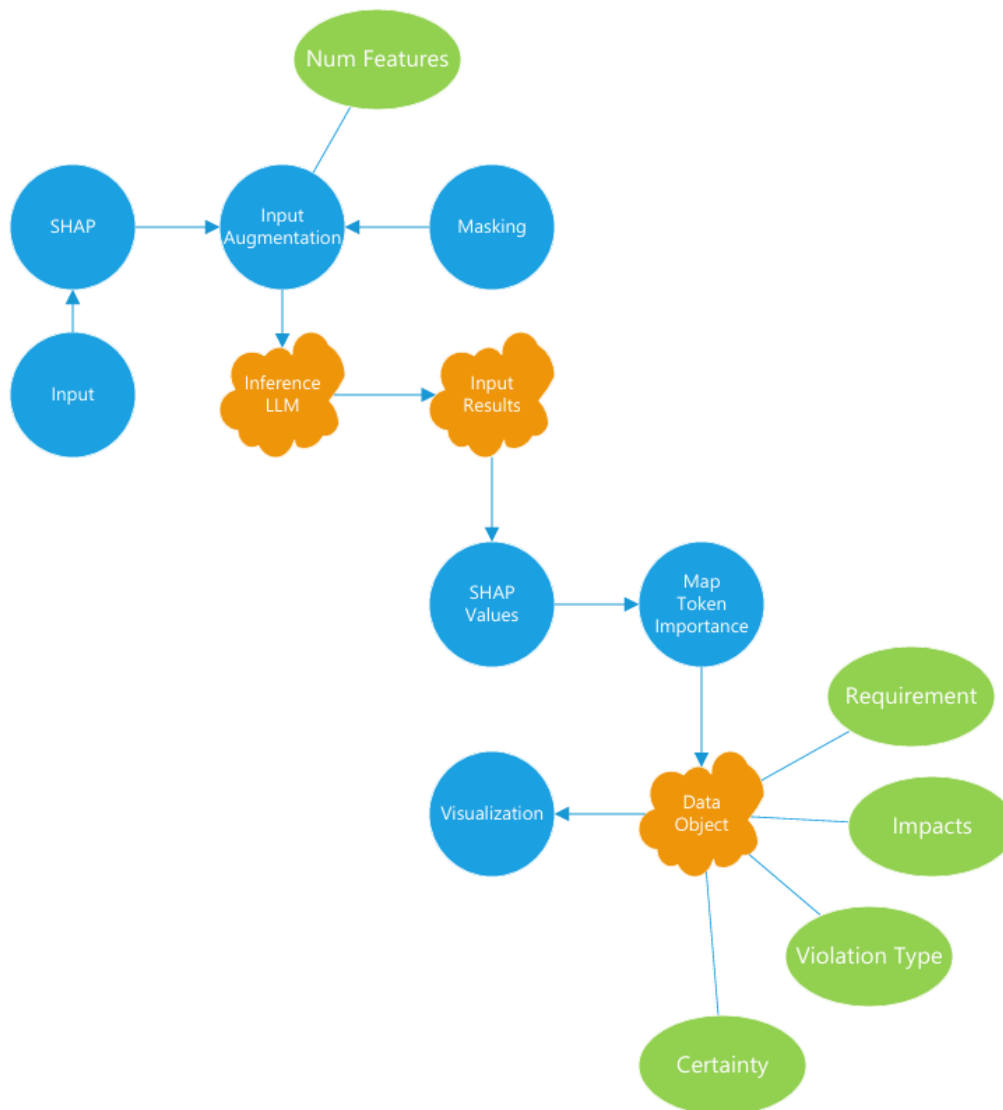 Num Features
SHAP
Input
Augmentation
Masking
Input
Inference
LLM
Input
Results
SHAP
Values
Map
Token
Importance
Requirement
Visualization
Data
Object
Impacts
Violation Type
Certainty